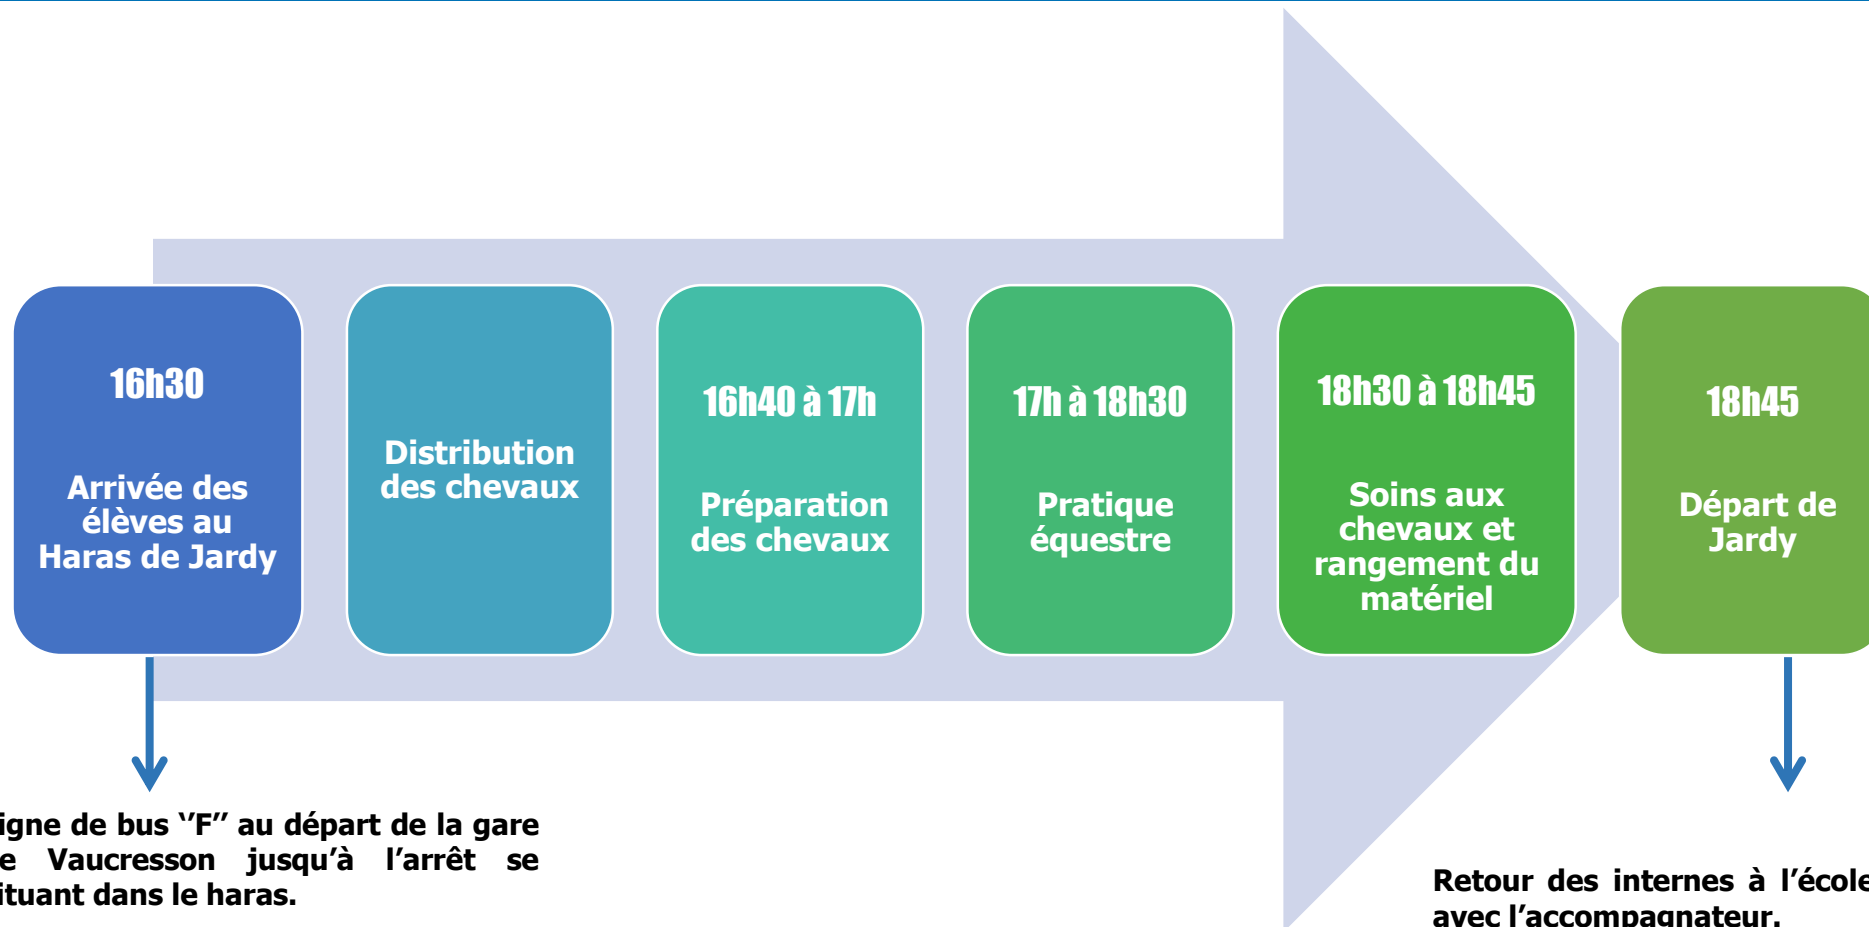 16h30
Arrivée des
élèves au
Haras de Jardy
Distribution
des chevaux
16h40 à 17h
Préparation
des chevaux
17h à 18h30
Pratique
équestre
18h30 à 18h45
Soins aux
chevaux et
rangement du
matériel
18h45
Départ de
Jardy
igne de bus ‘’F’’ au départ de la gare
e Vaucresson jusqu’à l’arrêt se
ituant dans le haras.
Retour des internes à l’école
avec l’accompagnateur.